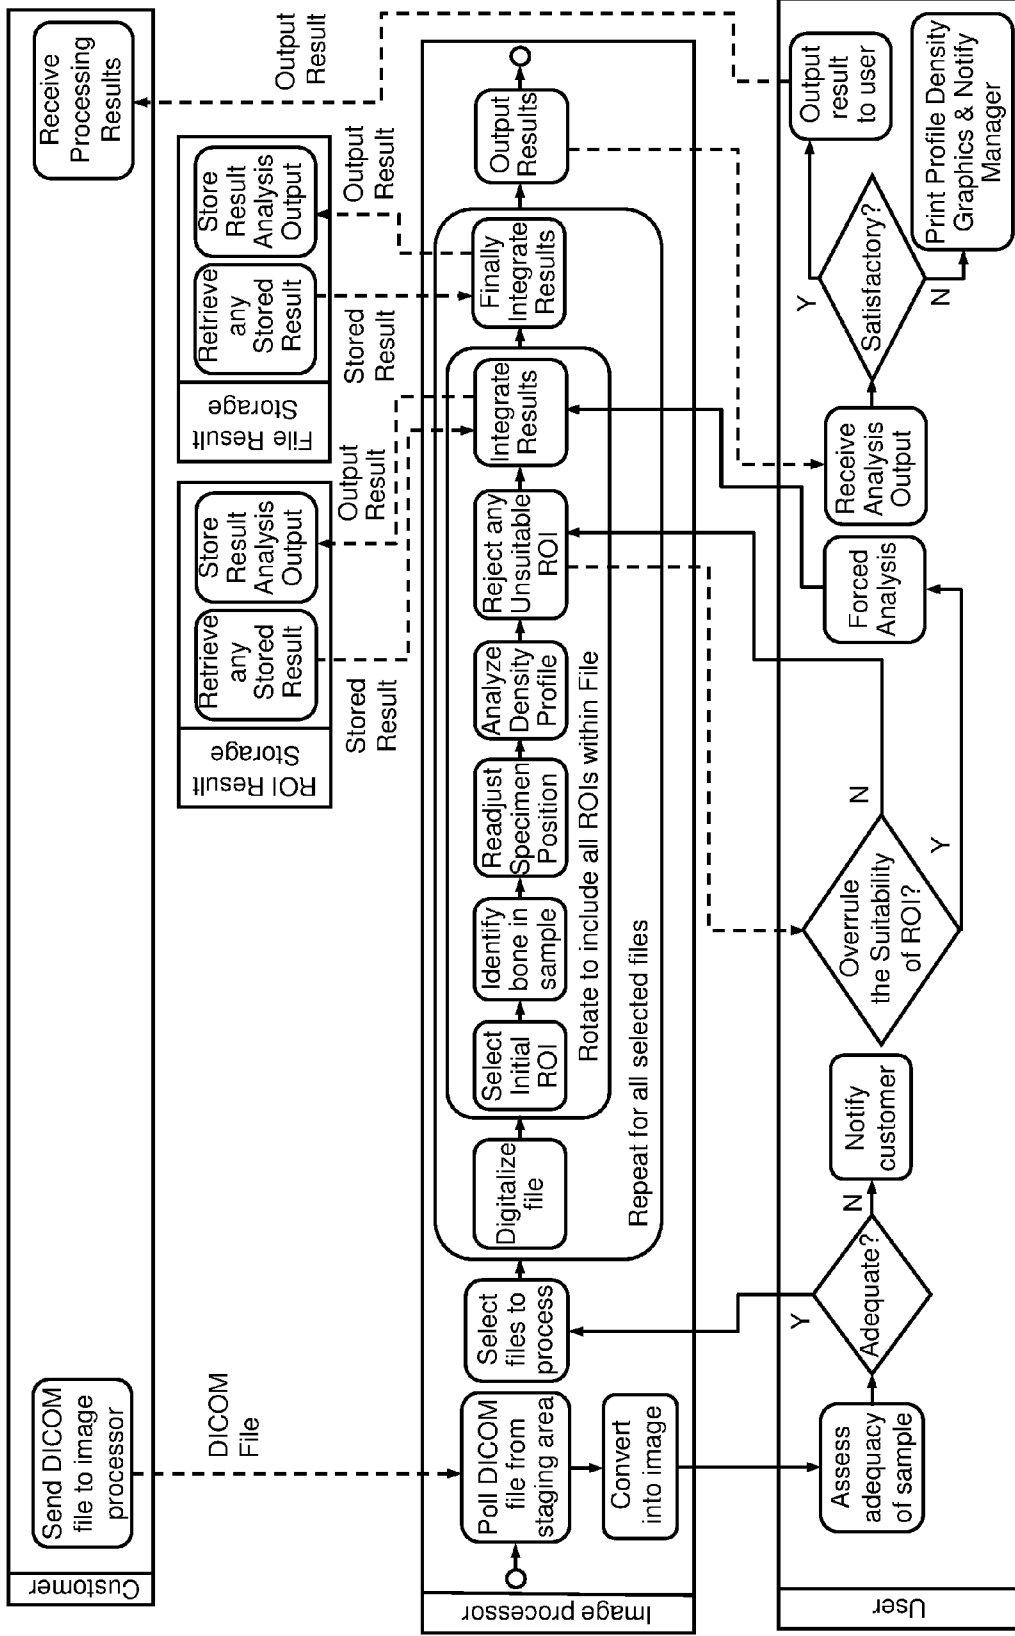 Customer
Send DICOM
file to image
processor
DICOM
File
Receive
Processing
Results
Output
Result
ROI Result
Storage
Retrieve
any
Stored
Result
Store
Result
Analysis
Output
Stored
Result
Output
Result
File Result
Storage
Retrieve
any
Stored
Result
Store
Result
Analysis
Output
Stored
Result
Output
Result
Image processor
Poll DICOM
file from
staging area
Convert
into image
Select
files to
process
Digitalize
file
Select
Initial
ROI
Identify
bone in
sample
Readjust
Specimen
Position
Analyze
Density
Profile
Reject any
Unsuitable
ROI
Integrate
Results
Finally
Integrate
Results
Output
Results
Rotate to include all ROIs within File
Repeat for all selected files
User
Assess
adequacy
of sample
Adequate?
Y
N
Notify
customer
Overrule
the Suitability
of ROI?
N
Y
Forced
Analysis
Receive
Analysis
Output
Satisfactory?
Y
N
Output
result
to user
Print Profile Density
Graphics & Notify
Manager